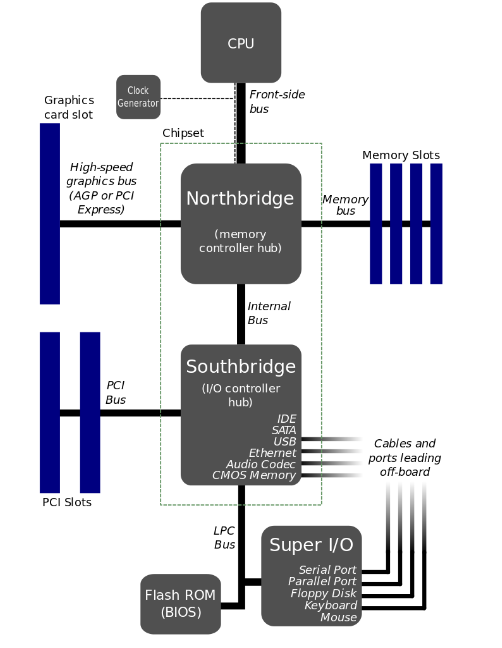 CPU
Clock
Generator
Front-side
bus
Graphics
card slot
Chipset
High-speed
graphics bus
(AGP or PCI
Express)
Northbridge
(memory
controller hub)
Memory Slots
Memory
bus
Internal
Bus
Southbridge
(I/O controller
hub)
IDE
SATA
USB
Ethernet
Audio Codec
CMOS Memory
PCI
Bus
PCI Slots
Cables and
ports leading
off-board
LPC
Bus
Super I/O
Serial Port
Parallel Port
Floppy Disk
Keyboard
Mouse
Flash ROM
(BIOS)